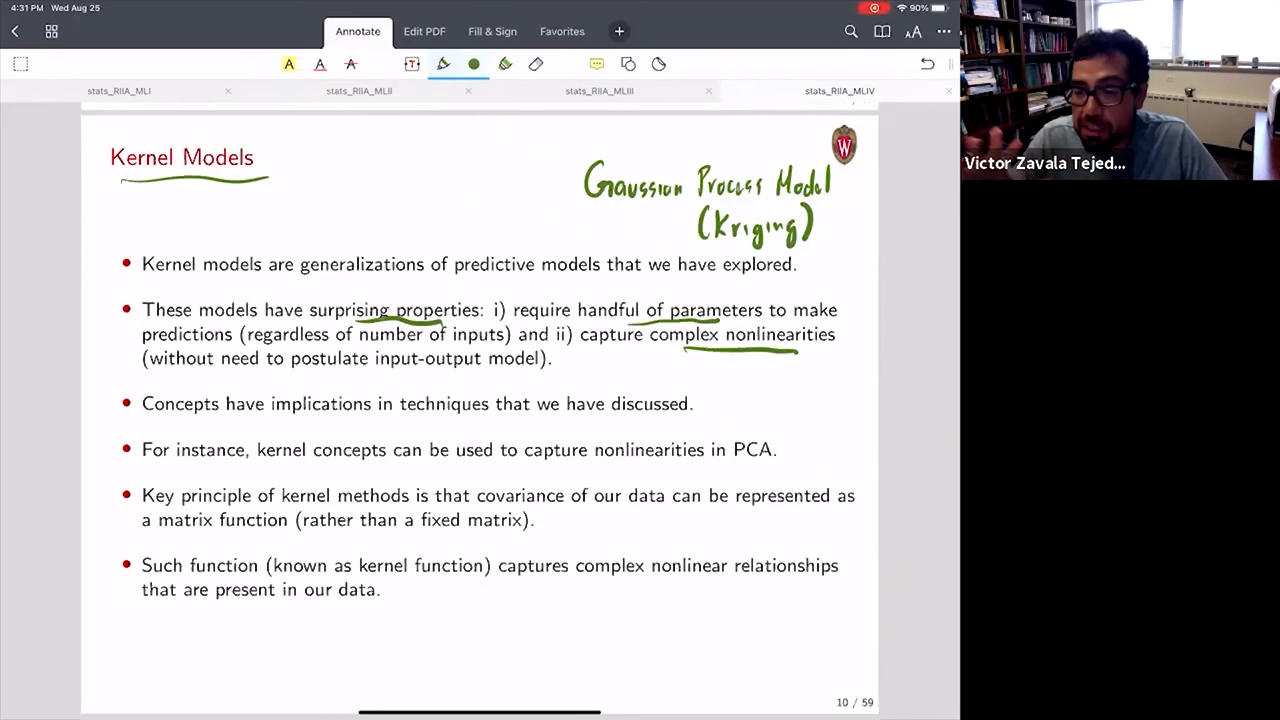 4:31 PM Wed Aug 25
90%
Annotate Edit PDF Fill & Sign Favorites
stats_RIIA_MLI stats_RIIA_MLII stats_RIIA_MLIII stats_RIIA_MLIV
Kernel Models
W
Gaussian Process Model
(Kriging)
Victor Zavala Tejed...
• Kernel models are generalizations of predictive models that we have explored.
• These models have surprising properties: i) require handful of parameters to make
predictions (regardless of number of inputs) and ii) capture complex nonlinearities
(without need to postulate input-output model).
• Concepts have implications in techniques that we have discussed.
• For instance, kernel concepts can be used to capture nonlinearities in PCA.
• Key principle of kernel methods is that covariance of our data can be represented as
a matrix function (rather than a fixed matrix).
• Such function (known as kernel function) captures complex nonlinear relationships
that are present in our data.
10 / 59